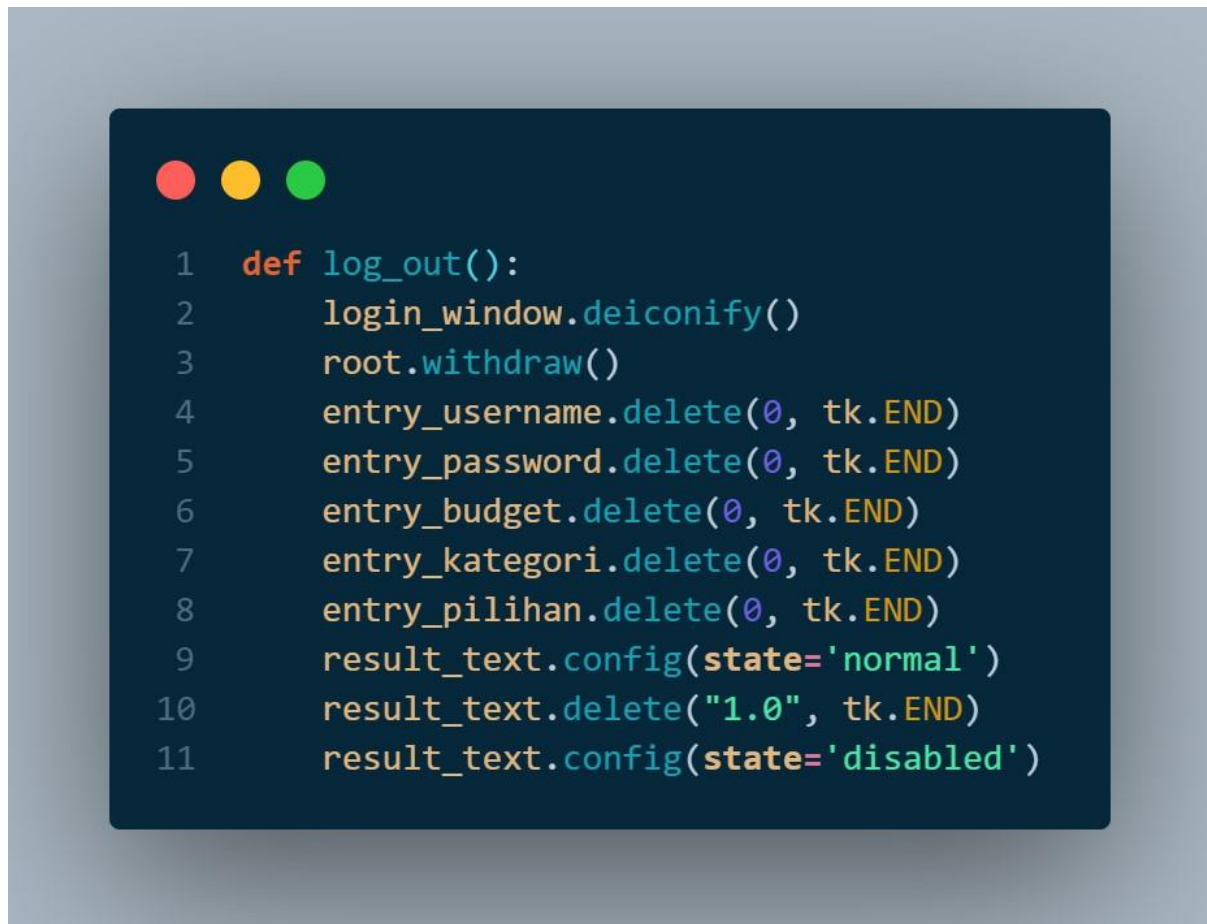 1 def log_out():
2     login_window.deiconify()
3     root.withdraw()
4     entry_username.delete(0, tk.END)
5     entry_password.delete(0, tk.END)
6     entry_budget.delete(0, tk.END)
7     entry_kategori.delete(0, tk.END)
8     entry_pilihan.delete(0, tk.END)
9     result_text.config(state='normal')
10     result_text.delete("1.0", tk.END)
11     result_text.config(state='disabled')